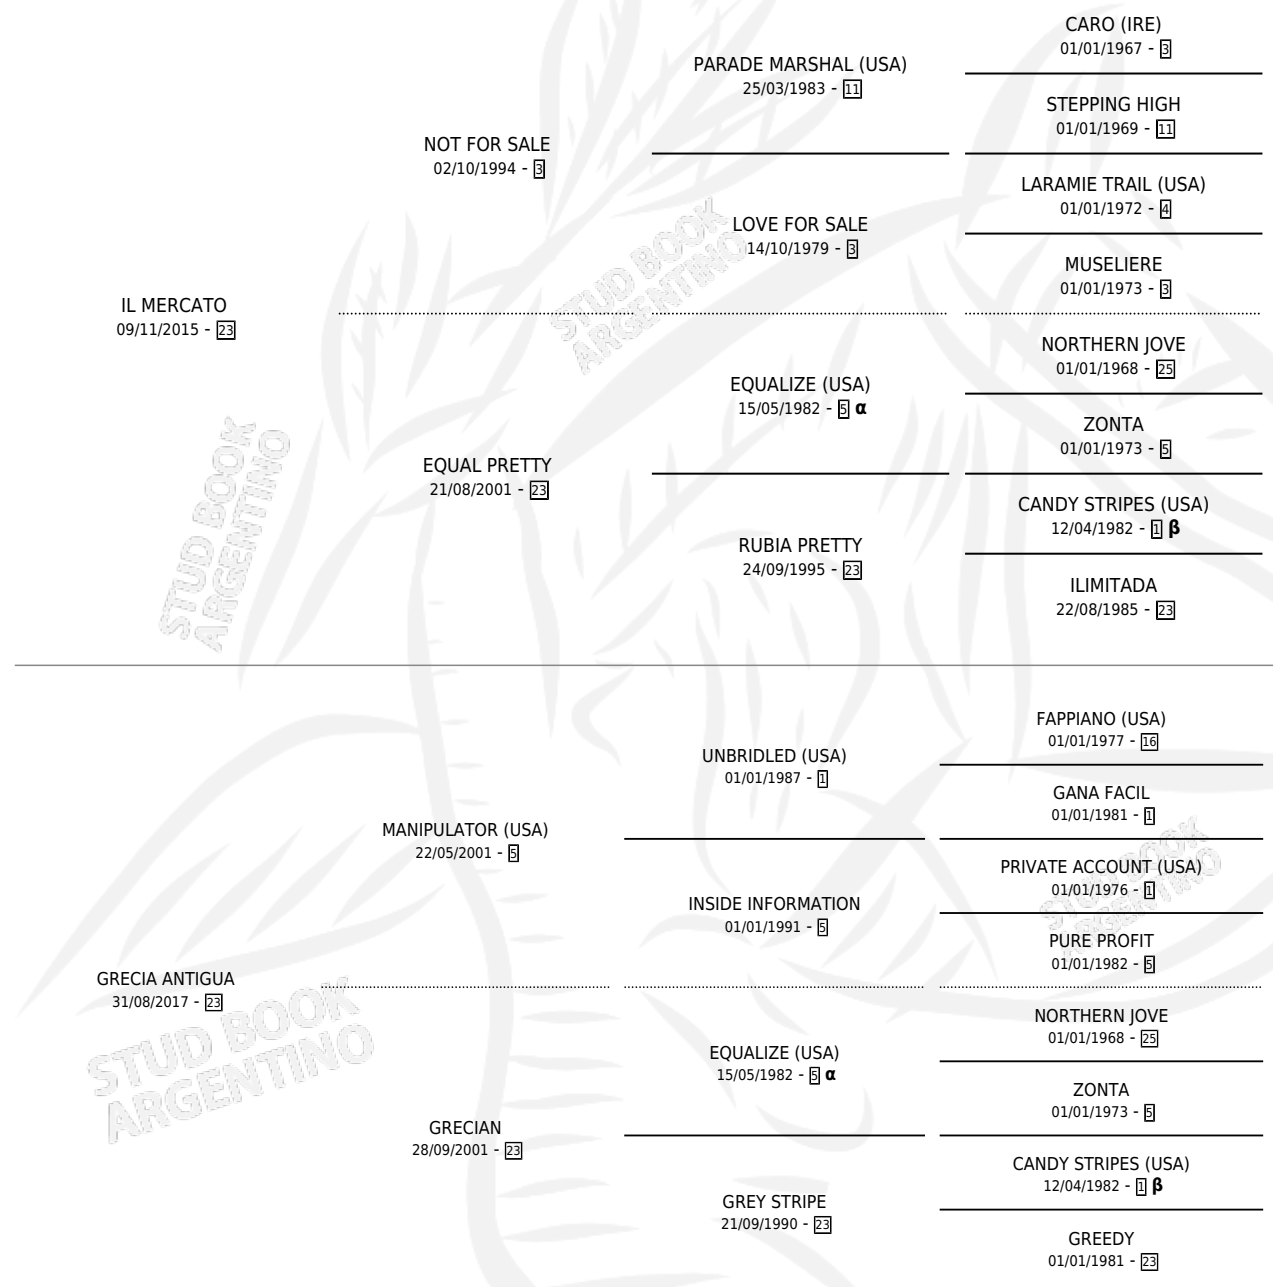 CARO (IRE)
01/01/1967 - 3
PARADE MARSHAL (USA)
25/03/1983 - 11
STEPPING HIGH
01/01/1969 - 11
NOT FOR SALE
02/10/1994 - 3
LARAMIE TRAIL (USA)
01/01/1972 - 4
LOVE FOR SALE
14/10/1979 - 3
MUSELIERE
01/01/1973 - 3
IL MERCATO
09/11/2015 - 23
NORTHERN JOVE
01/01/1968 - 25
EQUALIZE (USA)
15/05/1982 - 5 α
ZONTA
01/01/1973 - 5
EQUAL PRETTY
21/08/2001 - 23
CANDY STRIPES (USA)
12/04/1982 - 1 β
RUBIA PRETTY
24/09/1995 - 23
ILIMITADA
22/08/1985 - 23
FAPPIANO (USA)
01/01/1977 - 16
UNBRIDLED (USA)
01/01/1987 - 1
GANA FACIL
01/01/1981 - 1
MANIPULATOR (USA)
22/05/2001 - 5
PRIVATE ACCOUNT (USA)
01/01/1976 - 1
INSIDE INFORMATION
01/01/1991 - 5
PURE PROFIT
01/01/1982 - 5
GRECIA ANTIGUA
31/08/2017 - 23
NORTHERN JOVE
01/01/1968 - 25
EQUALIZE (USA)
15/05/1982 - 5 α
ZONTA
01/01/1973 - 5
GRECIAN
28/09/2001 - 23
CANDY STRIPES (USA)
12/04/1982 - 1 β
GREY STRIPE
21/09/1990 - 23
GREEDY
01/01/1981 - 23
STUD BOOK
ARGENTINO
STUD BOOK
ARGENTINO
STUD BOOK
ARGENTINO
STUD BOOK
ARGENTINO